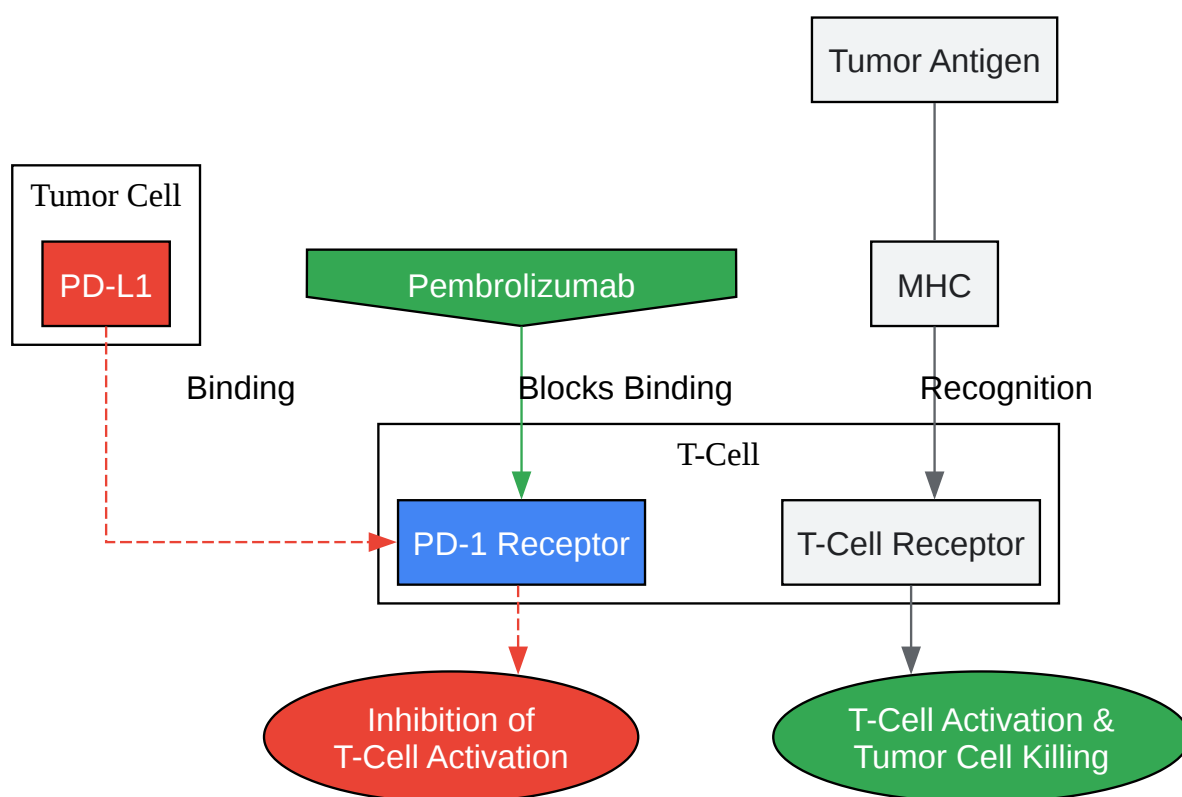 Tumor Antigen
Tumor Cell
PD-L1
Pembrolizumab
MHC
Binding
Blocks Binding
Recognition
T-Cell
PD-1 Receptor
T-Cell Receptor
Inhibition of
T-Cell Activation
T-Cell Activation &
Tumor Cell Killing